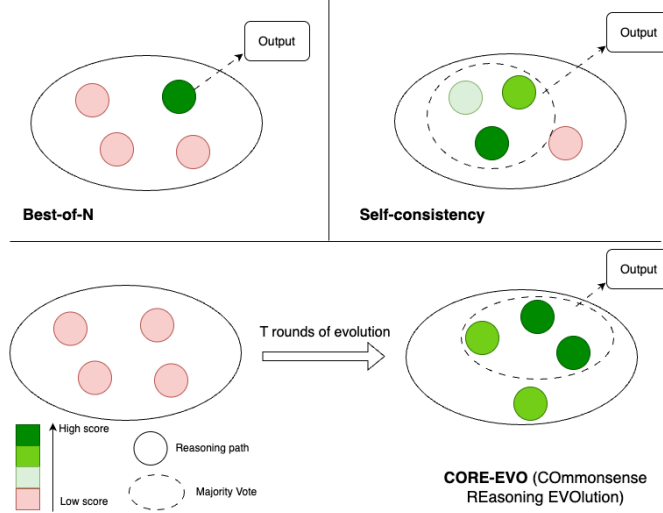 Output
Output
Best-of-N
Self-consistency
Output
T rounds of evolution
High score
Reasoning path
Low score
Majority Vote
CORE-EVO (COmmonsense
REasoning EVOlution)